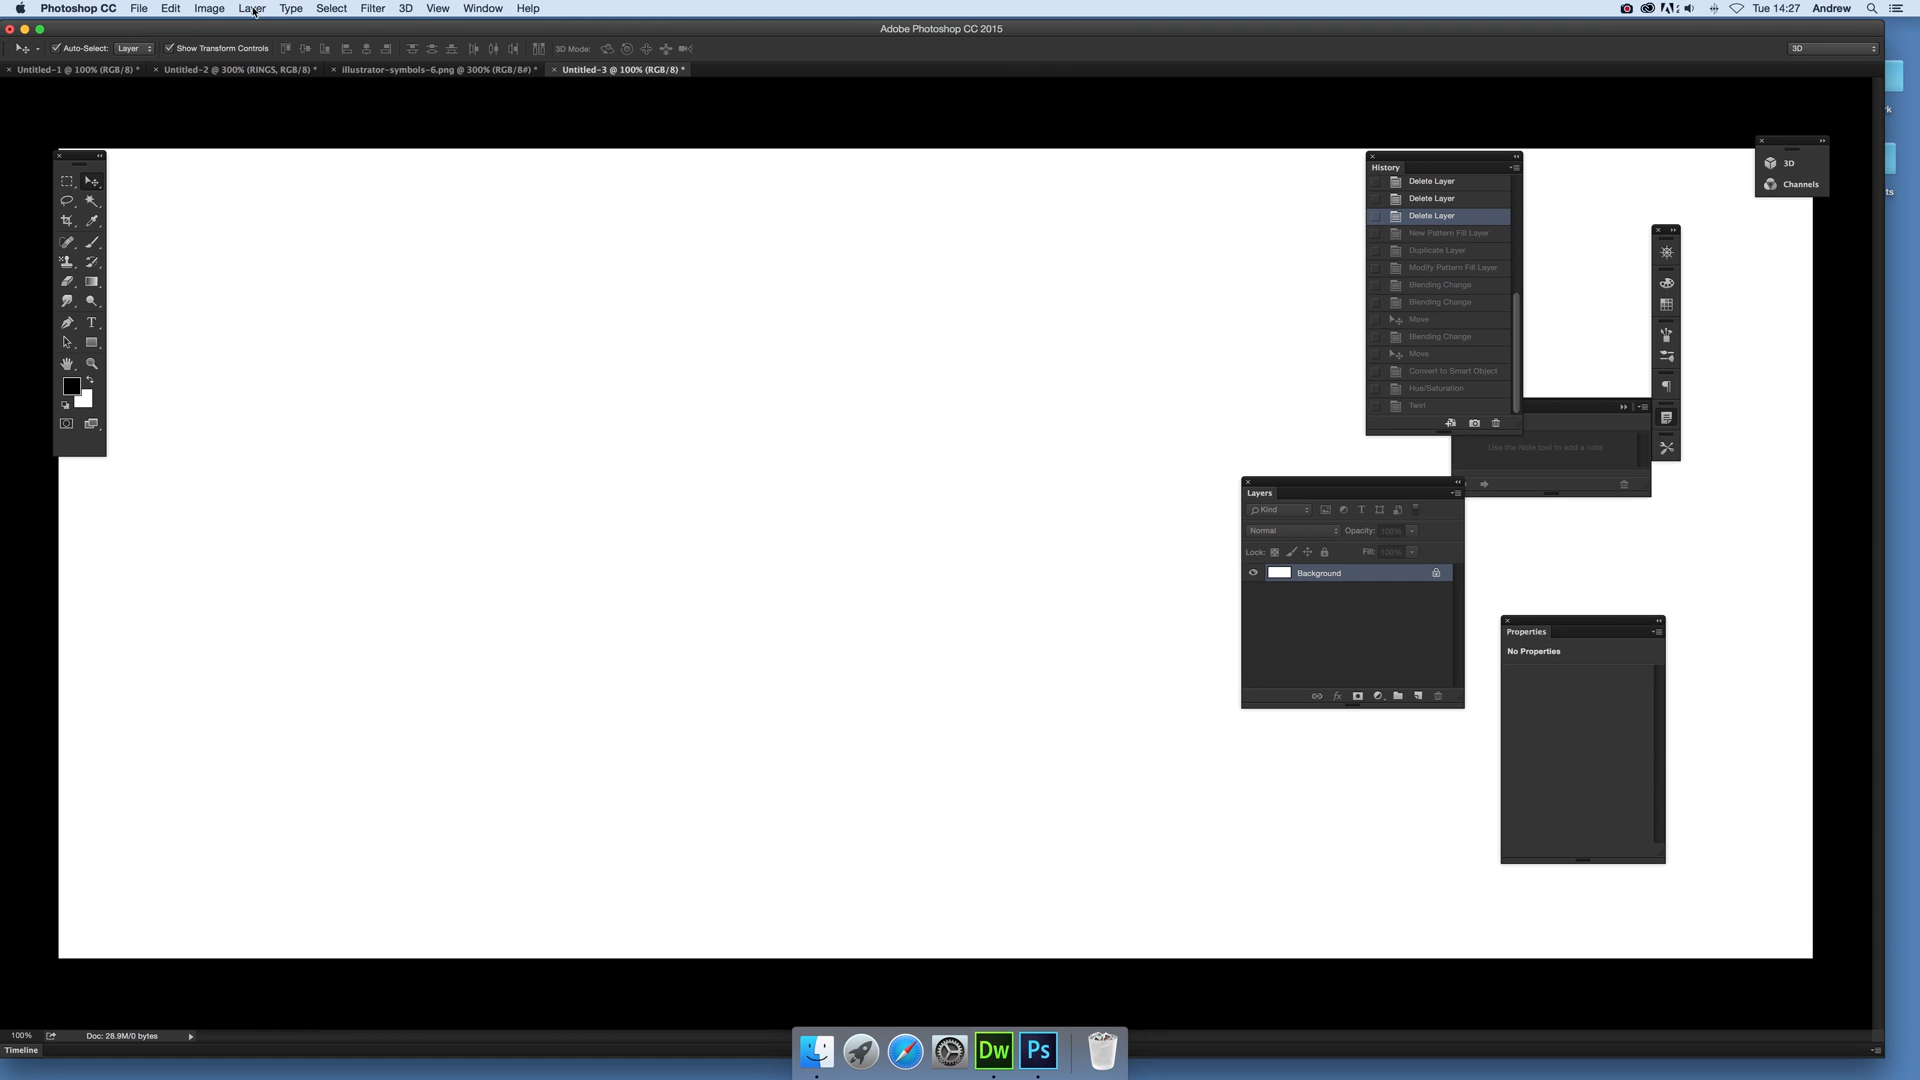 Photoshop CC File Edit Image Layer Type Select Filter 3D View Window Help Tue 14:27 Andrew
Adobe Photoshop CC 2015
Auto-Select: Layer Show Transform Controls 3D Mode: 3D
Untitled-1 @ 100% (RGB/8) * Untitled-2 @ 300% (RINGS, RGB/8) * illustrator-symbols-6.png @ 300% (RGB/8#) * Untitled-3 @ 100% (RGB/8) *
3D
Channels
History
Delete Layer
Delete Layer
Delete Layer
New Pattern Fill Layer
Duplicate Layer
Modify Pattern Fill Layer
Blending Change
Blending Change
Move
Blending Change
Move
Convert to Smart Object
Hue/Saturation
Twirl
Use the Note tool to add a note
Layers
Kind
Normal Opacity: 100%
Lock: Fill: 100%
Background
Properties
No Properties
100% Doc: 28.9M/0 bytes
Timeline
Dw Ps